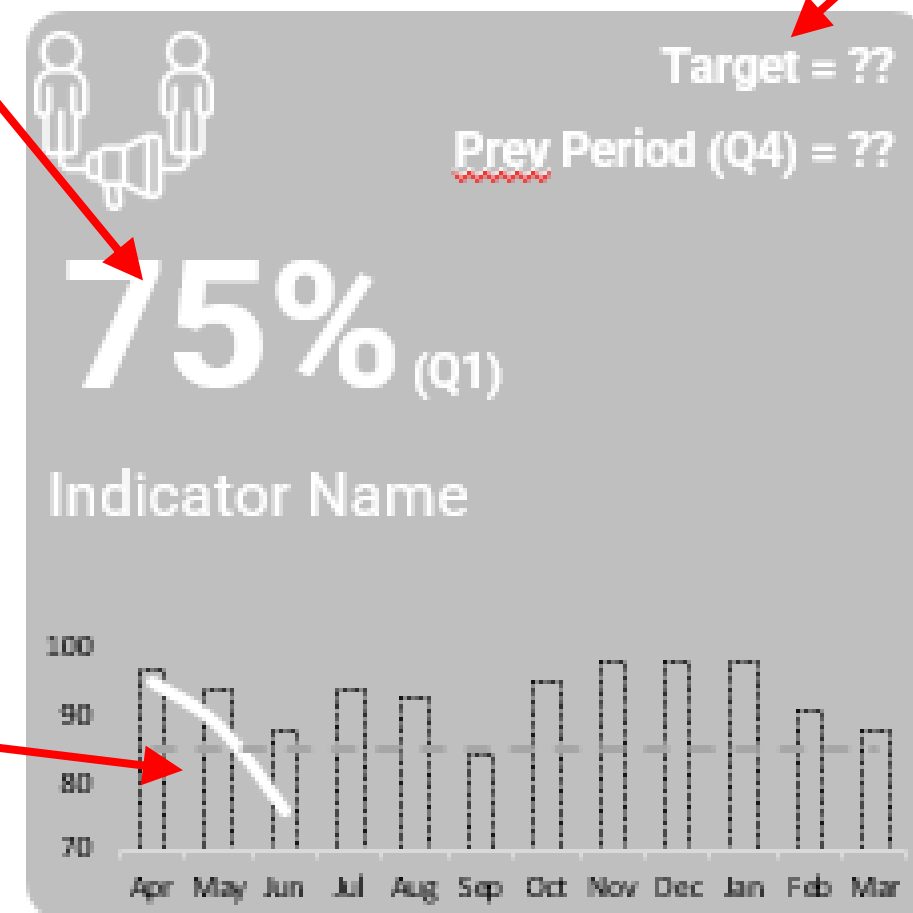 Target = ??
Prev Period (Q4) = ??
75% (Q1)
Indicator Name
100
90
80
70
Apr May Jun Jul Aug Sep Oct Nov Dec Jan Feb Mar